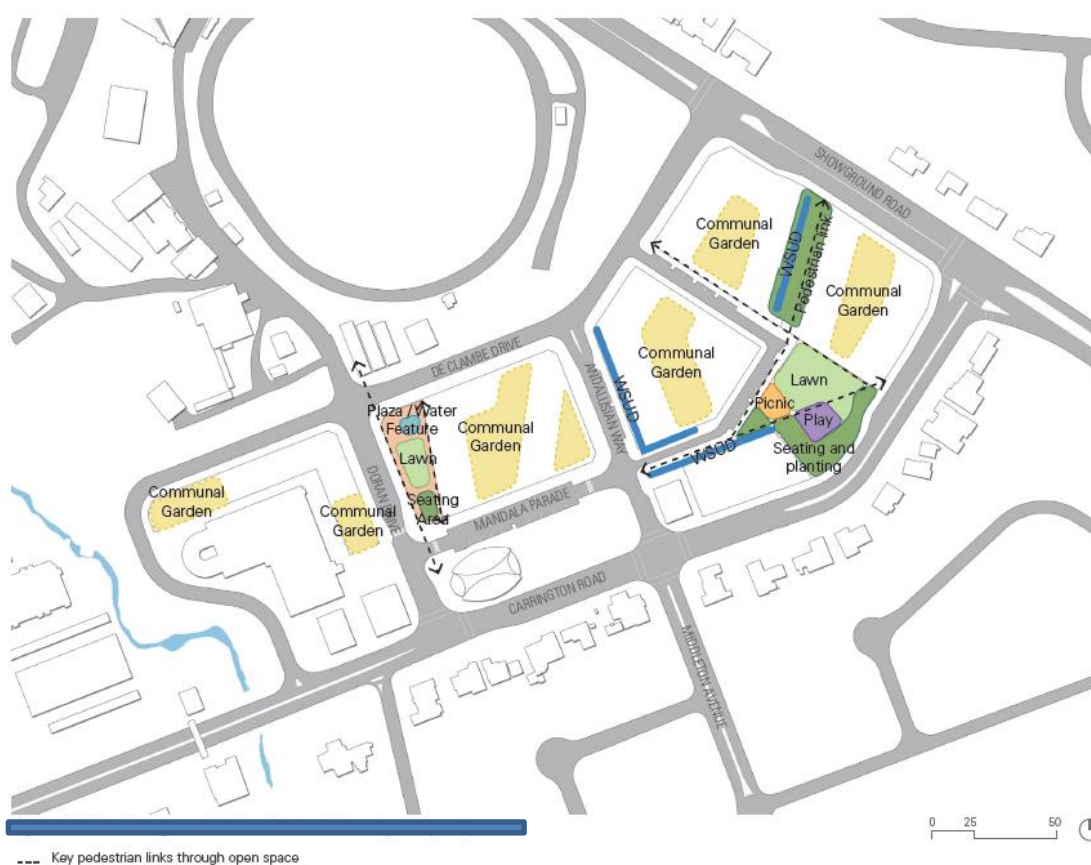 SHOWGROUND ROAD
Communal
Garden
WSUD
Pedestrian link
Communal
Garden
DE CLAMBE DRIVE
ANDALUSIAN WAY
WSUD
Communal
Garden
Lawn
Picnic
Play
Plaza / Water
Feature
Communal
Garden
Lawn
WSUD
Seating and
planting
DORAN DRIVE
Seating
Area
MANDALA PARADE
Communal
Garden
Communal
Garden
CARRINGTON ROAD
MIDDLETON AVENUE
0 25 50
Key pedestrian links through open space